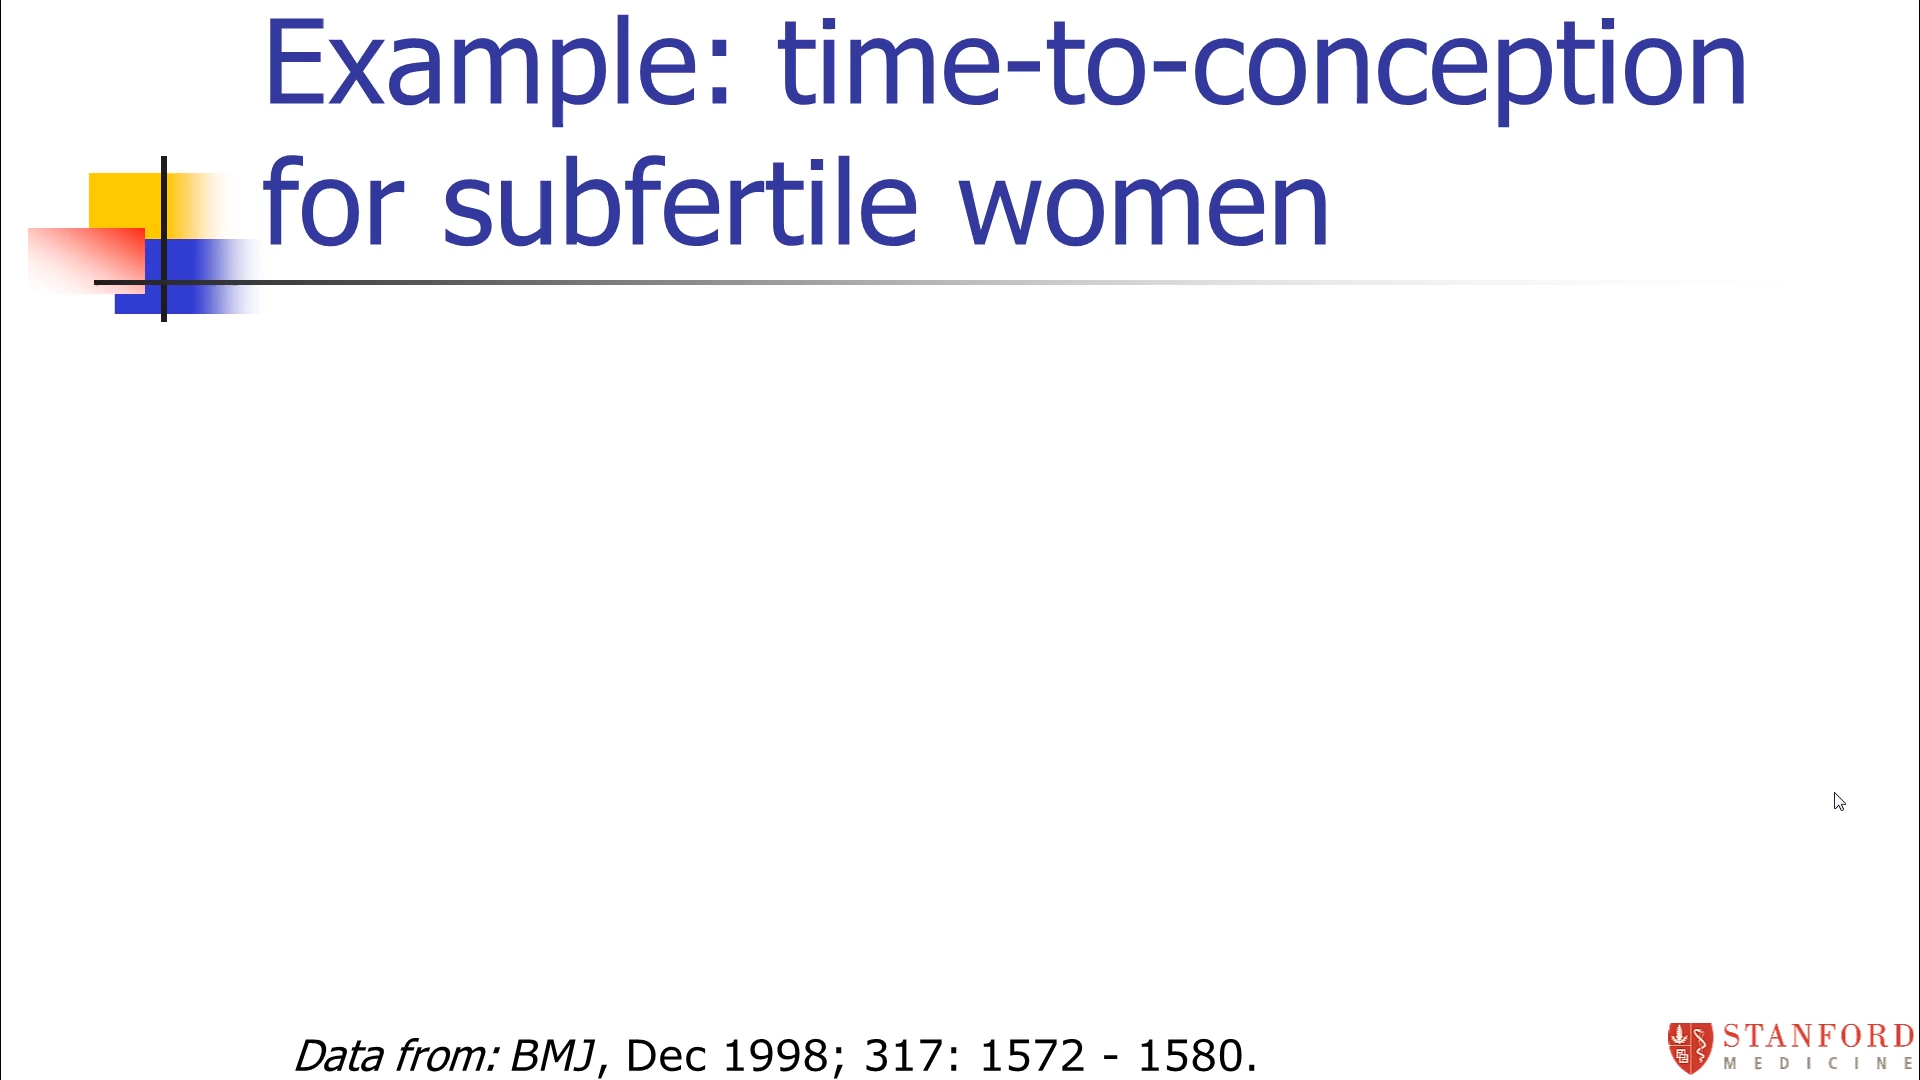 Example: time-to-conception
for subfertile women
Data from: BMJ, Dec 1998; 317: 1572 - 1580.
STANFORD
MEDICINE